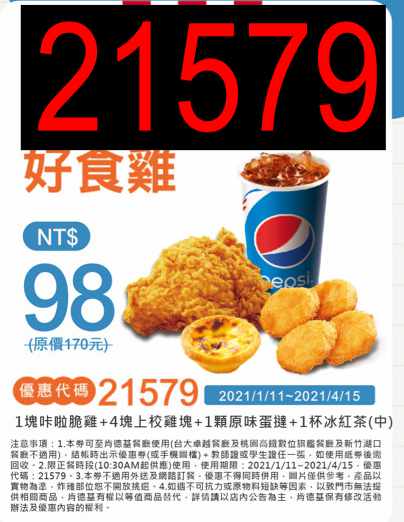 21579
好食雞
NT$
98
(原價170元)
pepsi
優惠代碼 21579 2021/1/11~2021/4/15
1塊咔啦脆雞+4塊上校雞塊+1顆原味蛋撻+1杯冰紅茶(中)
注意事項：1.本券可至肯德基餐廳使用(台大卓越餐廳及桃園高鐵數位旗艦餐廳及新竹湖口
餐廳不適用)，結帳時出示優惠券(或手機圖檔)+教師證或學生證任一張，如使用紙券後需
回收。2.限正餐時段(10:30AM起供應)使用，使用期限：2021/1/11~2021/4/15，優惠
代碼：21579。3.本券不適用外送及網路訂餐，優惠不得同時併用，圖片僅供參考，產品以
實物為準，炸雞部位恕不開放挑選。4.如遇不可抗力或原物料短缺等因素，以致門市無法提
供相關商品，肯德基有權以等值商品替代，詳情請以店內公告為主，肯德基保有修改活動
辦法及優惠內容的權利。